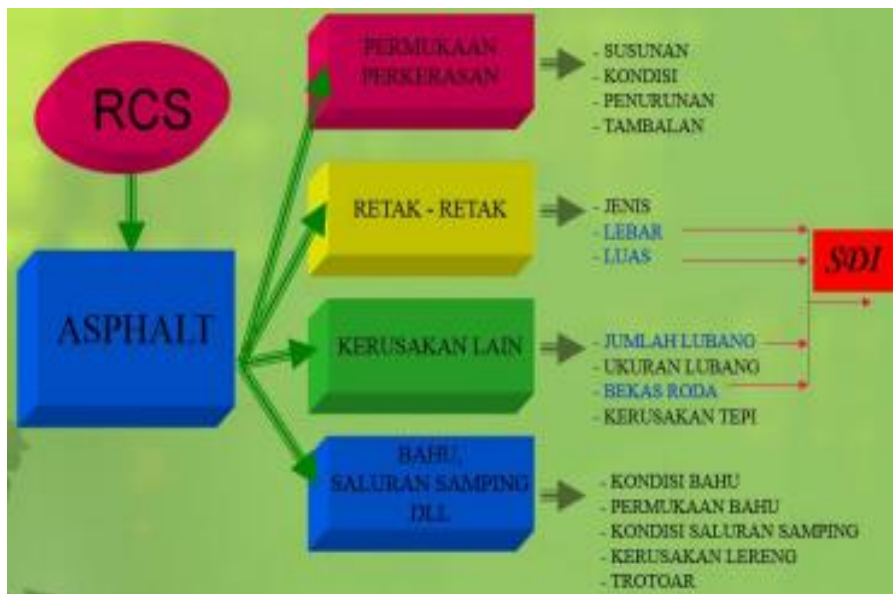 RCS
ASPHALT
PERMUKAAN
PERKERASAN
- SUSUNAN
- KONDISI
- PENURUNAN
- TAMBALAN
RETAK - RETAK
- JENIS
- LEBAR
- LUAS
SDI
KERUSAKAN LAIN
- JUMLAH LUBANG
- UKURAN LUBANG
- BEKAS RODA
- KERUSAKAN TEPI
BAHU,
SALURAN SAMPING
DLL
- KONDISI BAHU
- PERMUKAAN BAHU
- KONDISI SALURAN SAMPING
- KERUSAKAN LERENG
- TROTOAR